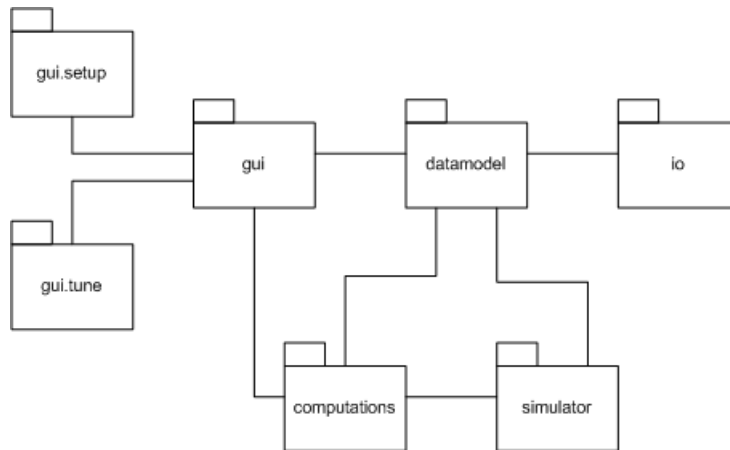 gui.setup
gui
datamodel
io
gui.tune
computations
simulator